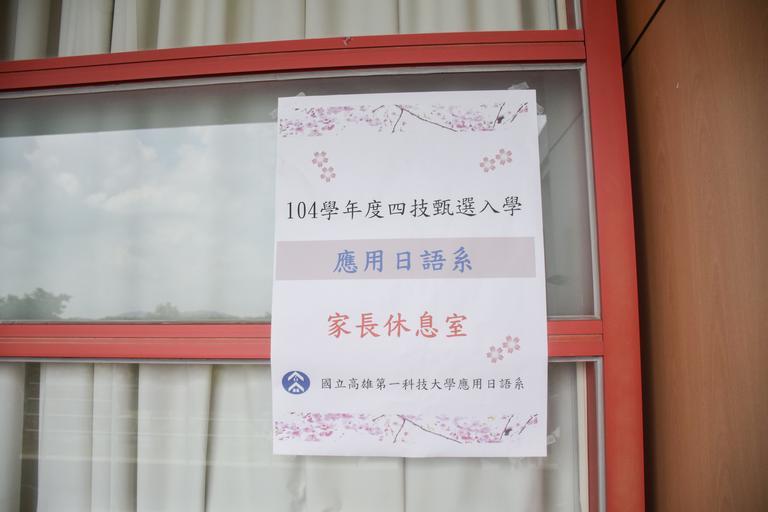 104學年度四技甄選入學
應用日語系
家長休息室
國立高雄第一科技大學應用日語系